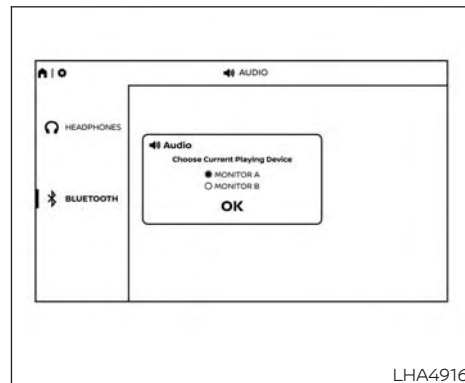 AUDIO
HEADPHONES
Audio
Choose Current Playing Device
MONITOR A
MONITOR B
OK
BLUETOOTH
LHA4916